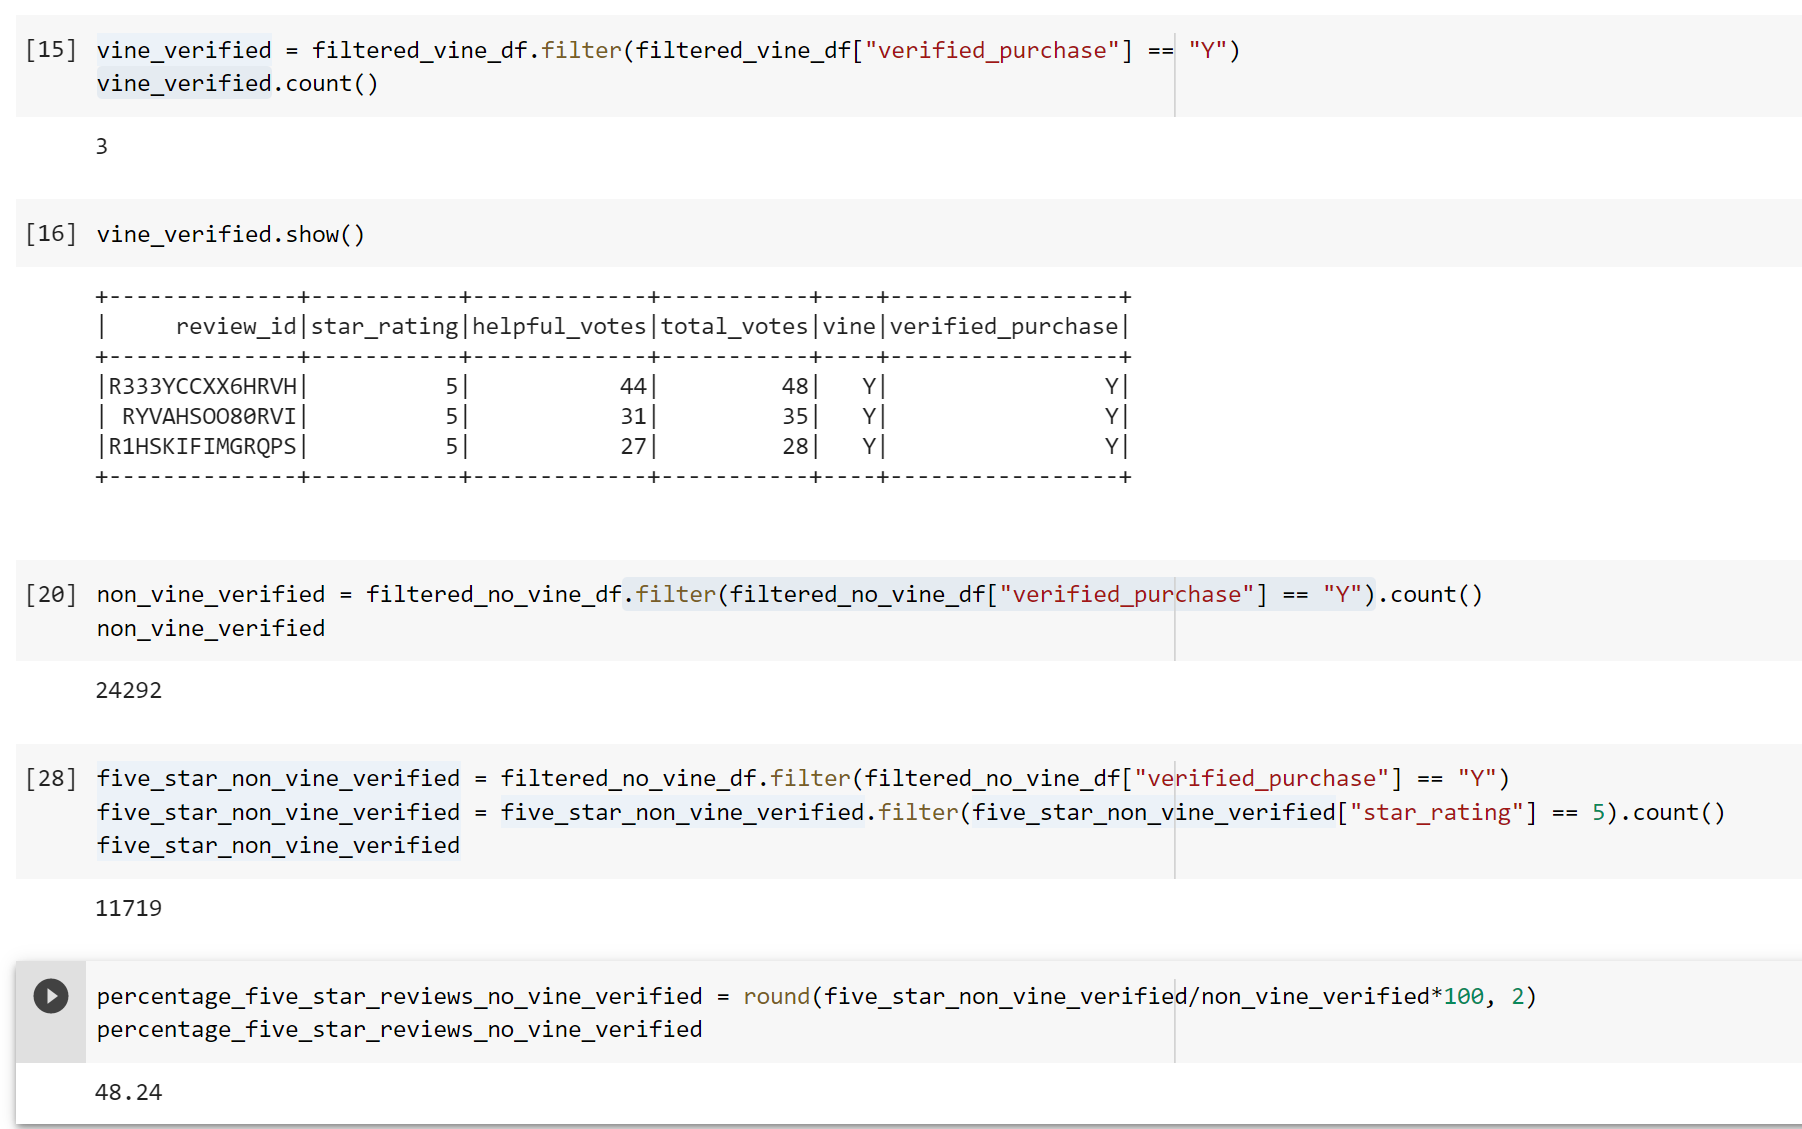 [15] vine_verified = filtered_vine_df.filter(filtered_vine_df["verified_purchase"] == "Y")
vine_verified.count()
3
[16] vine_verified.show()
+--------------+-----------+-------------+-----------+----+-----------------+
|     review_id|star_rating|helpful_votes|total_votes|vine|verified_purchase|
+--------------+-----------+-------------+-----------+----+-----------------+
|R333YCCXX6HRVH|          5|           44|         48|   Y|                Y|
| RYVAHSOO80RVI|          5|           31|         35|   Y|                Y|
|R1HSKIFIMGRQPS|          5|           27|         28|   Y|                Y|
+--------------+-----------+-------------+-----------+----+-----------------+
[20] non_vine_verified = filtered_no_vine_df.filter(filtered_no_vine_df["verified_purchase"] == "Y").count()
non_vine_verified
24292
[28] five_star_non_vine_verified = filtered_no_vine_df.filter(filtered_no_vine_df["verified_purchase"] == "Y")
five_star_non_vine_verified = five_star_non_vine_verified.filter(five_star_non_vine_verified["star_rating"] == 5).count()
five_star_non_vine_verified
11719
percentage_five_star_reviews_no_vine_verified = round(five_star_non_vine_verified/non_vine_verified*100, 2)
percentage_five_star_reviews_no_vine_verified
48.24